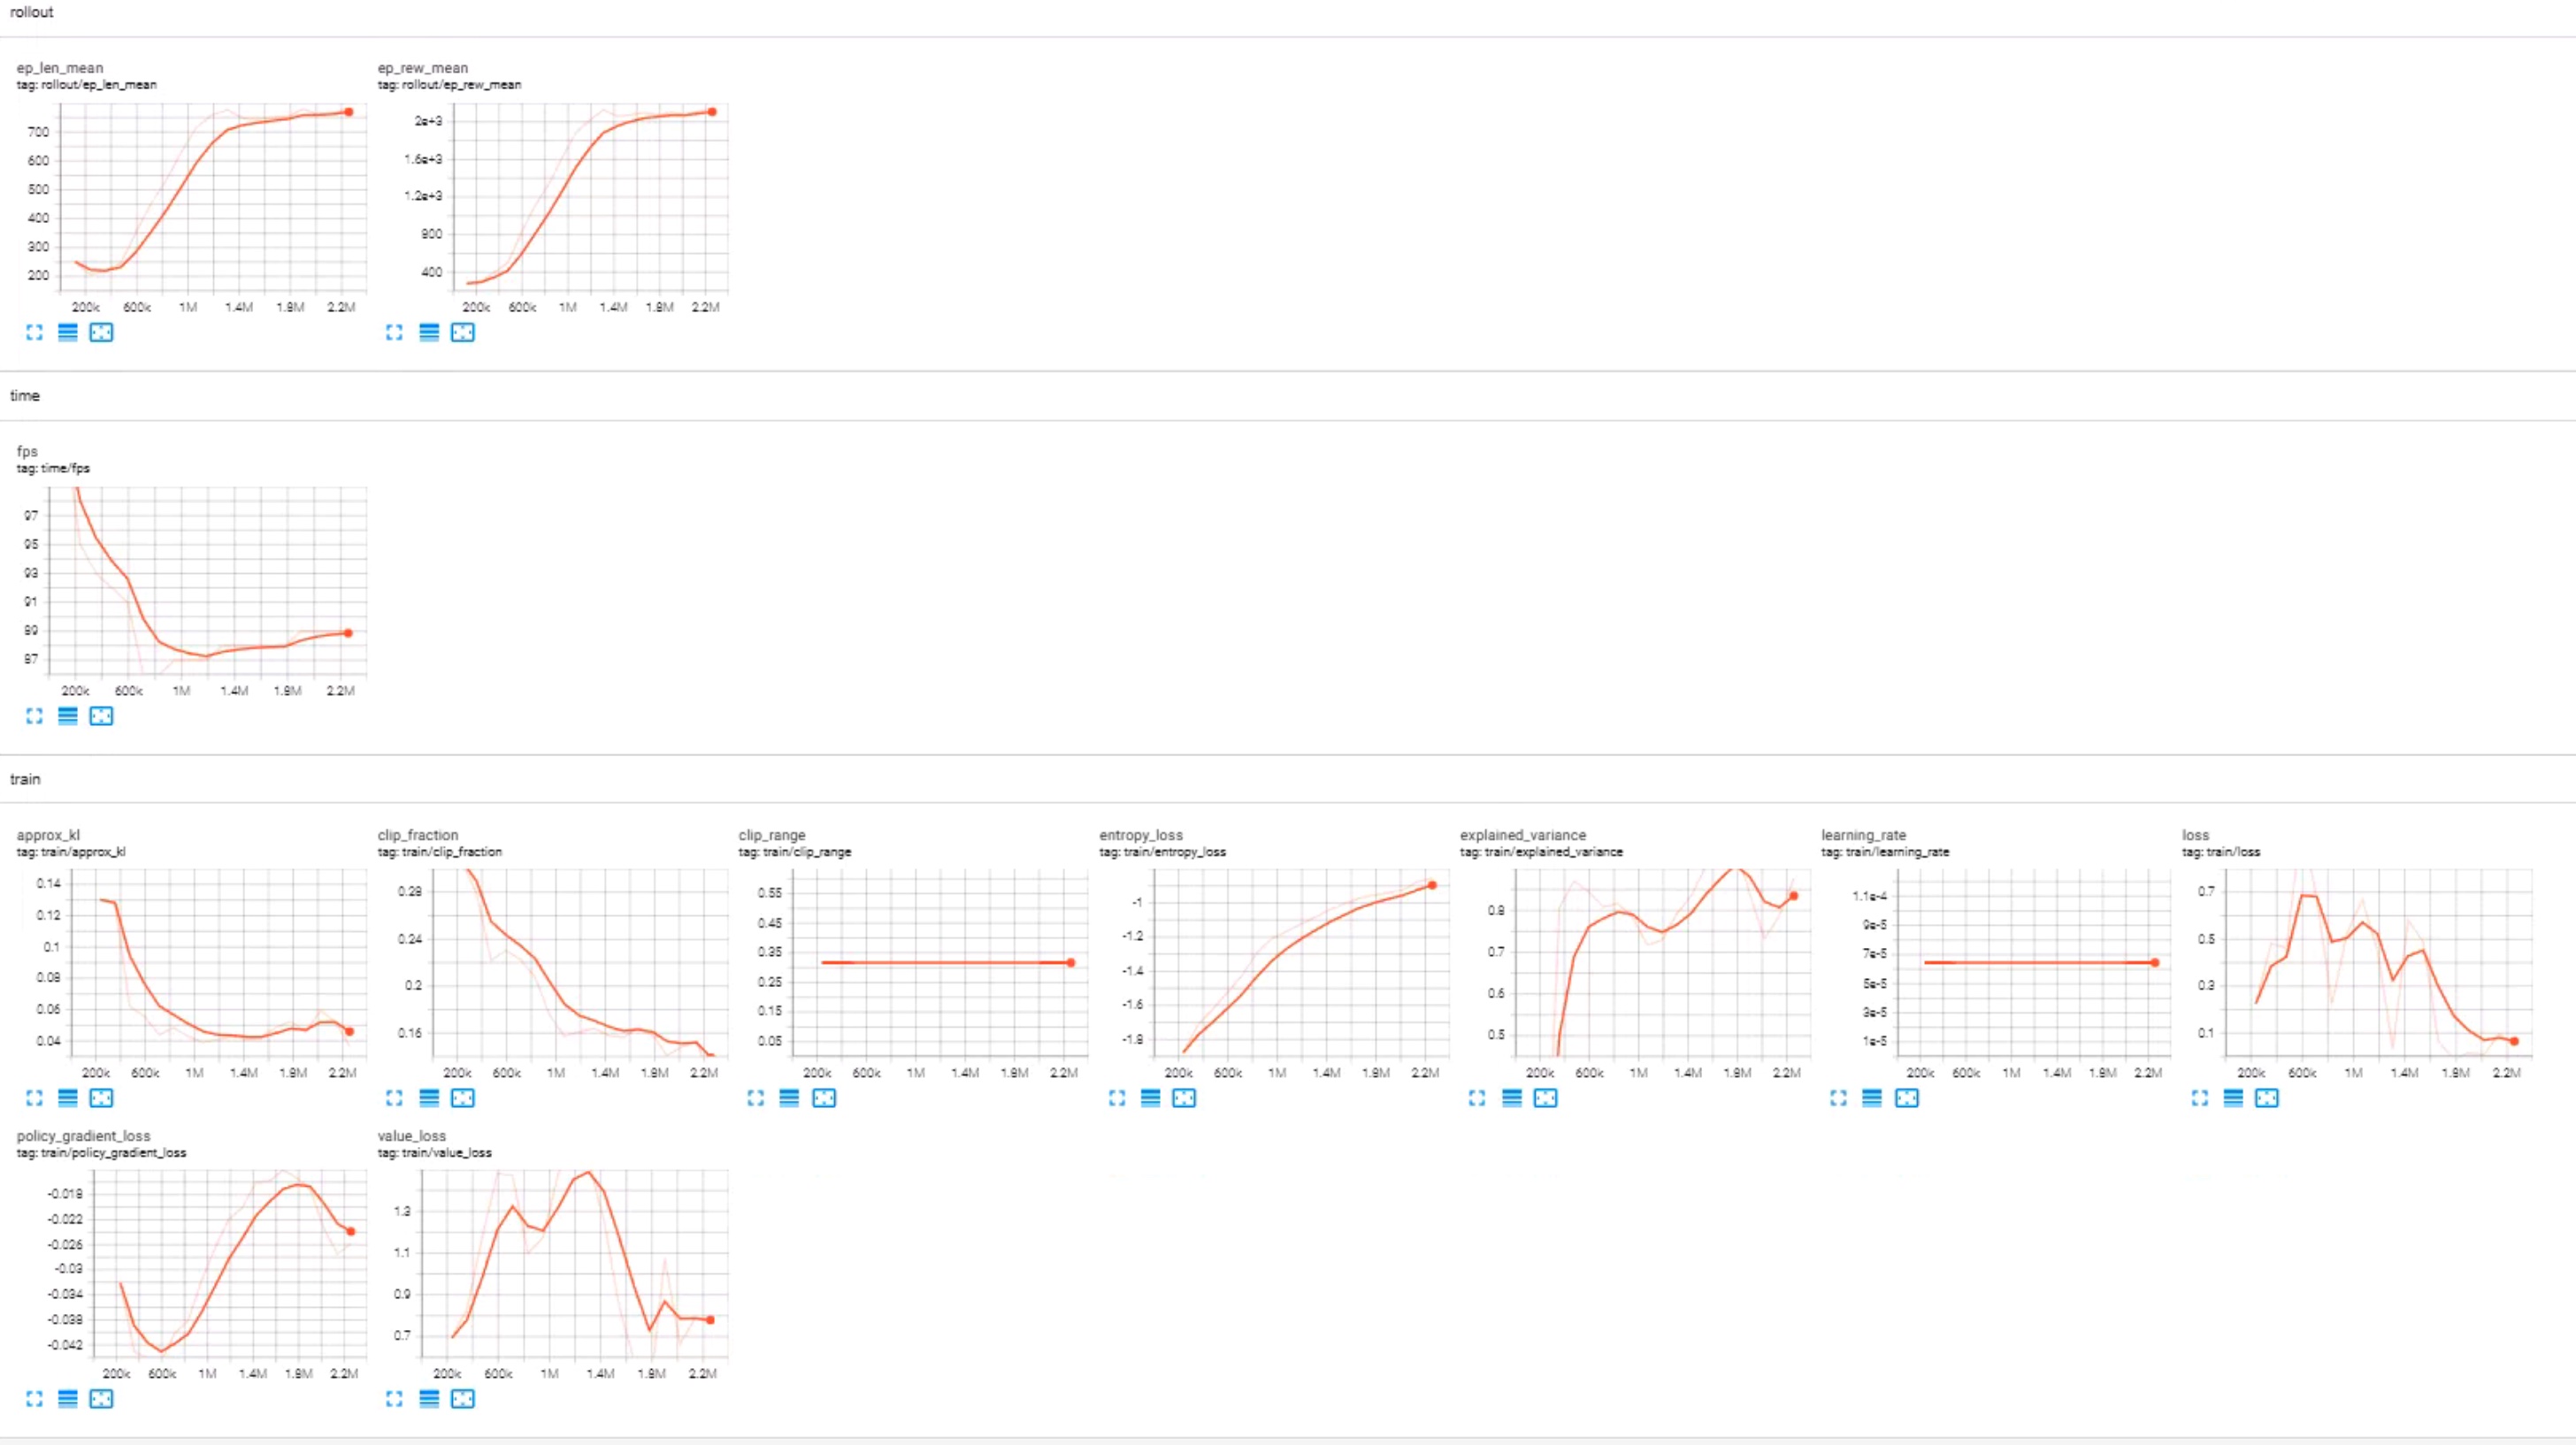 rollout
ep_len_mean
tag: rollout/ep_len_mean
700
600
500
400
300
200
200k 600k 1M 1.4M 1.8M 2.2M
ep_rew_mean
tag: rollout/ep_rew_mean
2e+3
1.6e+3
1.2e+3
800
400
200k 600k 1M 1.4M 1.8M 2.2M
time
fps
tag: time/fps
97
95
93
91
89
87
200k 600k 1M 1.4M 1.8M 2.2M
train
approx_kl
tag: train/approx_kl
0.14
0.12
0.1
0.08
0.06
0.04
200k 600k 1M 1.4M 1.8M 2.2M
clip_fraction
tag: train/clip_fraction
0.28
0.24
0.2
0.16
200k 600k 1M 1.4M 1.8M 2.2M
clip_range
tag: train/clip_range
0.55
0.45
0.35
0.25
0.15
0.05
200k 600k 1M 1.4M 1.8M 2.2M
entropy_loss
tag: train/entropy_loss
-1
-1.2
-1.4
-1.6
-1.8
200k 600k 1M 1.4M 1.8M 2.2M
explained_variance
tag: train/explained_variance
0.8
0.7
0.6
0.5
200k 600k 1M 1.4M 1.8M 2.2M
learning_rate
tag: train/learning_rate
1.1e-4
9e-5
7e-5
5e-5
3e-5
1e-5
200k 600k 1M 1.4M 1.8M 2.2M
loss
tag: train/loss
0.7
0.5
0.3
0.1
200k 600k 1M 1.4M 1.8M 2.2M
policy_gradient_loss
tag: train/policy_gradient_loss
-0.018
-0.022
-0.026
-0.03
-0.034
-0.038
-0.042
200k 600k 1M 1.4M 1.8M 2.2M
value_loss
tag: train/value_loss
1.3
1.1
0.9
0.7
200k 600k 1M 1.4M 1.8M 2.2M